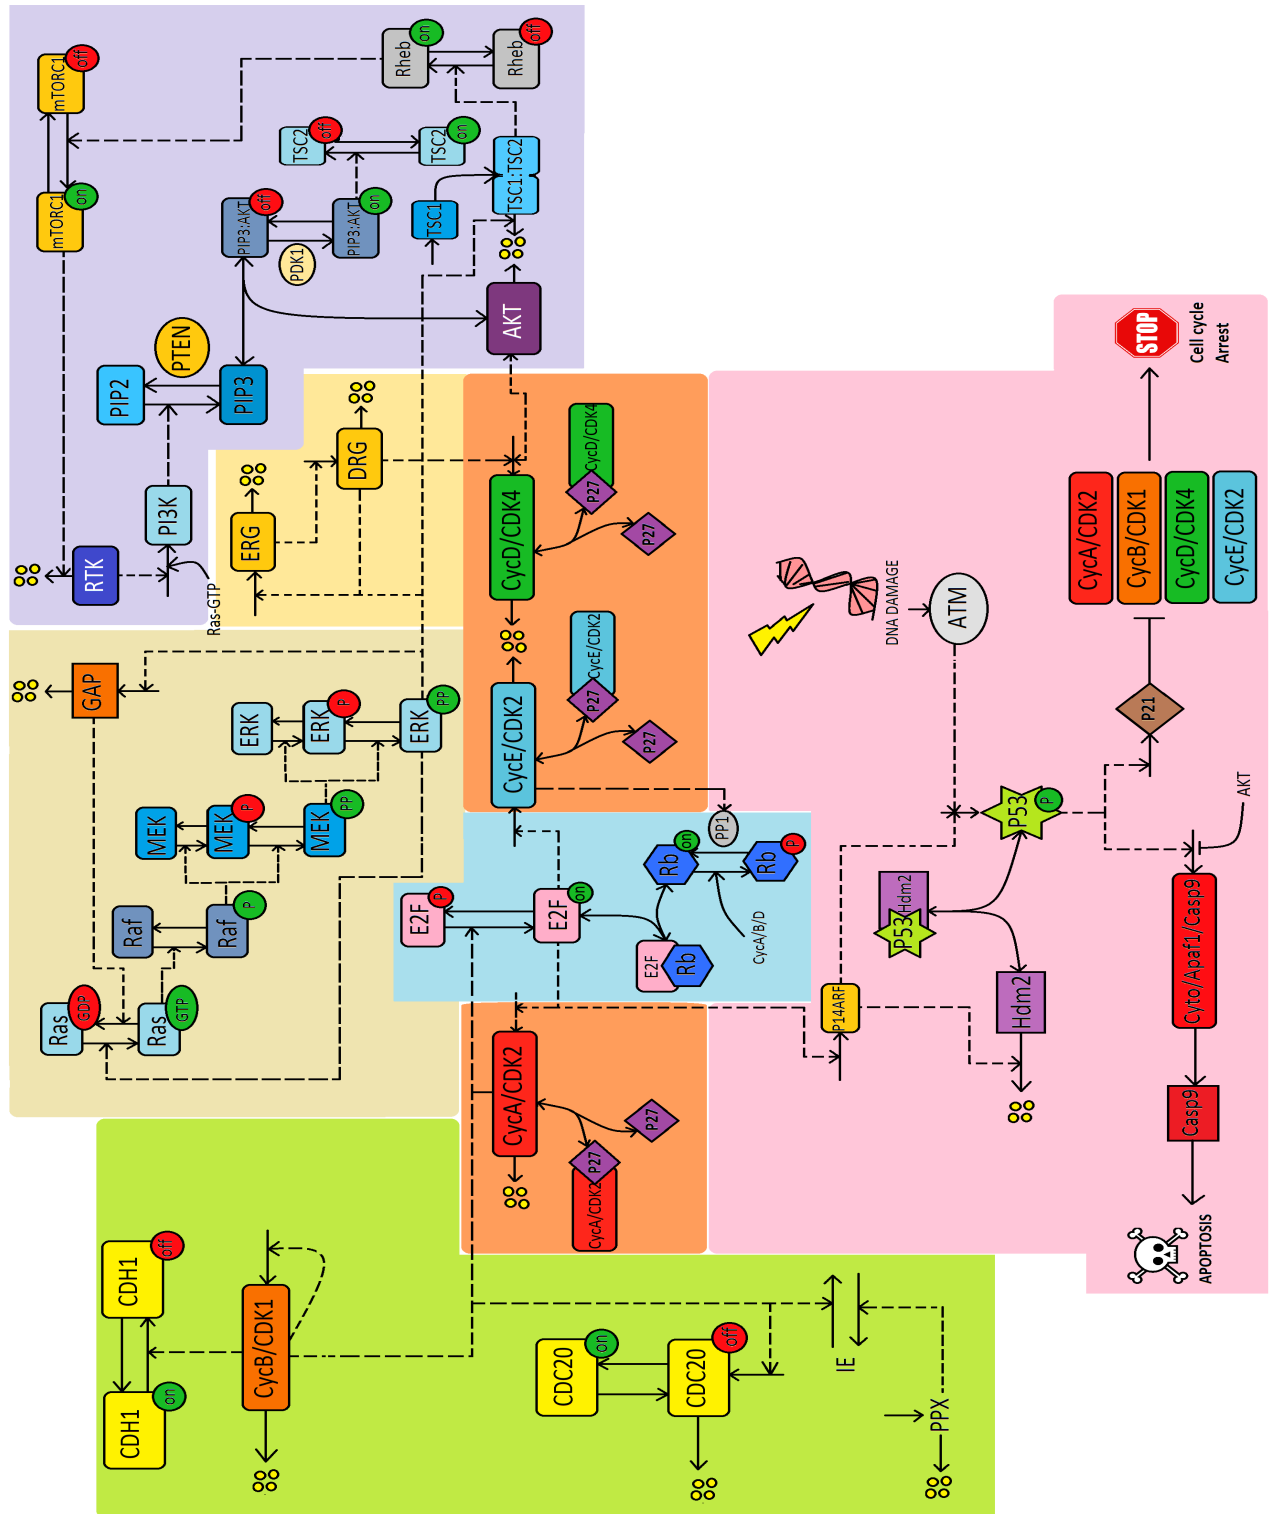 mTORC1
off
mTORC1
on
Rheb
on
Rheb
off
TSC2
off
TSC2
on
PIP3:AKT
off
PIP3:AKT
on
PDK1
TSC1
TSC1:TSC2
AKT
PTEN
PIP2
PIP3
PI3K
RTK
Ras-GTP
ERG
DRG
GAP
ERK
ERK
P
ERK
PP
MEK
MEK
P
MEK
PP
Raf
Raf
P
Ras
GDP
Ras
GTP
CycD/CDK4
CycD/CDK4
P27
P27
CycE/CDK2
CycE/CDK2
P27
P27
PP1
E2F
P
E2F
on
Rb
on
Rb
P
E2F
Rb
CycA/B/D
CycA/CDK2
CycA/CDK2
P27
P27
CDH1
off
CDH1
on
CycB/CDK1
CDC20
on
CDC20
off
IE
PPX
DNA DAMAGE
ATM
P53
P
Hdm2
P53
Hdm2
P14ARF
P21
AKT
Cyto/Apaf1/Casp9
Casp9
APOPTOSIS
CycA/CDK2
CycB/CDK1
CycD/CDK4
CycE/CDK2
STOP
Cell cycle
Arrest